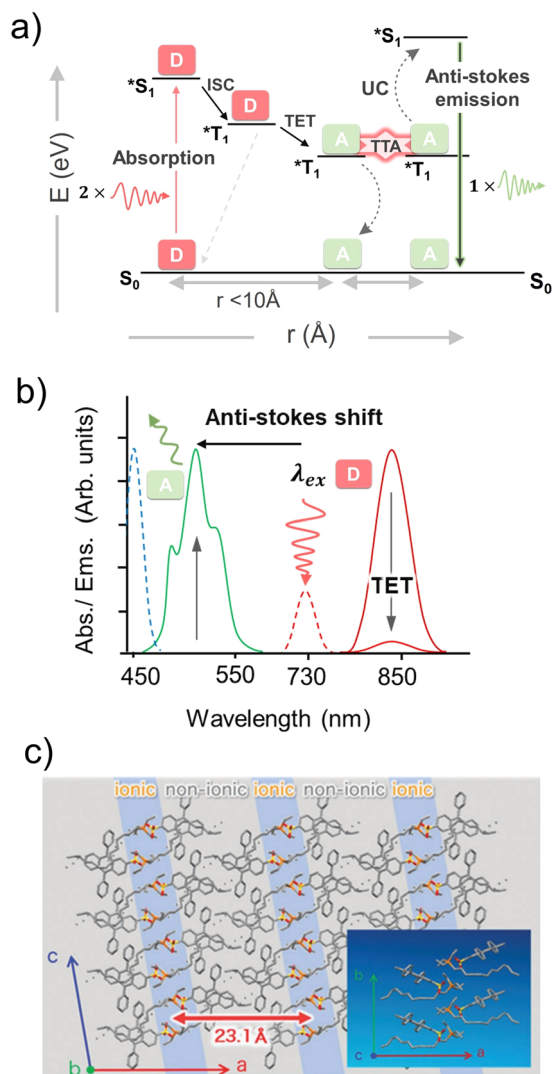 a)
*S1
D
ISC
D
*S1
Anti-stokes
emission
UC
TET
*T1
A
A
TTA
*T1
*T1
Absorption
2 ×
1 ×
E (eV)
D
A
A
S0
S0
r <10Å
r (Å)
b)
Anti-stokes shift
A
λex
D
TET
Abs./ Ems. (Arb. units)
450
550
730
850
Wavelength (nm)
c)
ionic
non-ionic
ionic
non-ionic
ionic
c
b
a
23.1Å
b
c
a